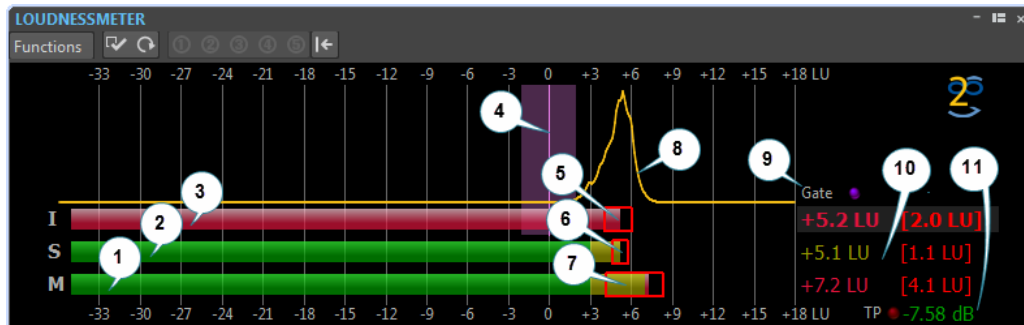 LOUDNESSMETER
Functions ① ② ③ ④ ⑤
-33 -30 -27 -24 -21 -18 -15 -12 -9 -6 -3 0 +3 +6 +9 +12 +15 +18 LU
2
4
8
9
10
11
5
3
Gate
I +5.2 LU [2.0 LU]
6
2
S +5.1 LU [1.1 LU]
7
1
M +7.2 LU [4.1 LU]
TP -7.58 dB
-33 -30 -27 -24 -21 -18 -15 -12 -9 -6 -3 0 +3 +6 +9 +12 +15 +18 LU